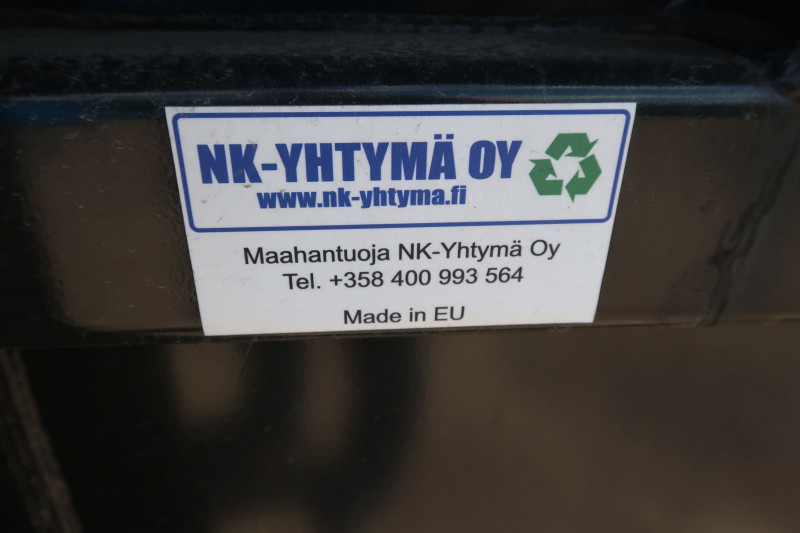 NK-YHTYMÄ OY
www.nk-yhtyma.fi
Maahantuoja NK-Yhtymä Oy
Tel. +358 400 993 564
Made in EU